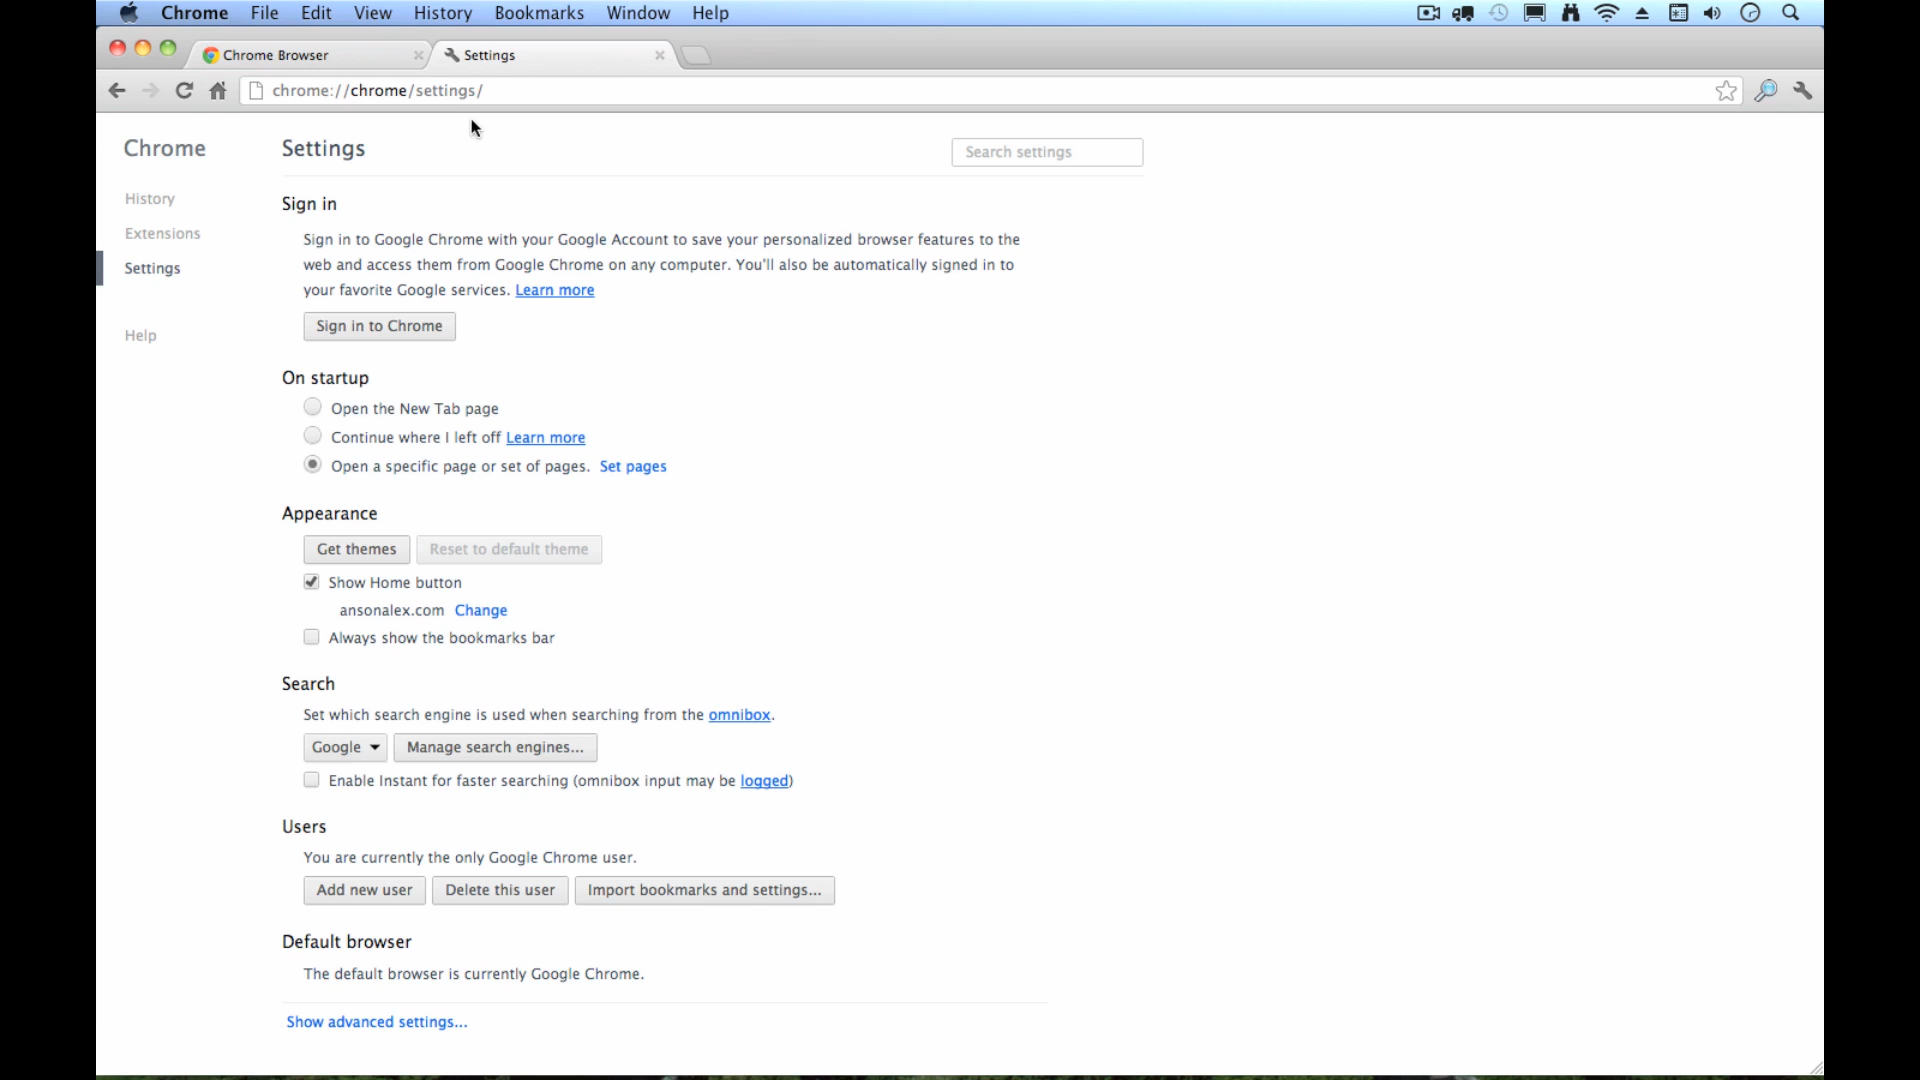 Chrome File Edit View History Bookmarks Window Help
Chrome Browser
Settings
chrome://chrome/settings/
Chrome
History
Extensions
Settings
Help
Settings
Search settings
Sign in
Sign in to Google Chrome with your Google Account to save your personalized browser features to the
web and access them from Google Chrome on any computer. You'll also be automatically signed in to
your favorite Google services. Learn more
Sign in to Chrome
On startup
Open the New Tab page
Continue where I left off Learn more
Open a specific page or set of pages. Set pages
Appearance
Get themes Reset to default theme
Show Home button
ansonalex.com Change
Always show the bookmarks bar
Search
Set which search engine is used when searching from the omnibox.
Google Manage search engines...
Enable Instant for faster searching (omnibox input may be logged)
Users
You are currently the only Google Chrome user.
Add new user Delete this user Import bookmarks and settings...
Default browser
The default browser is currently Google Chrome.
Show advanced settings...